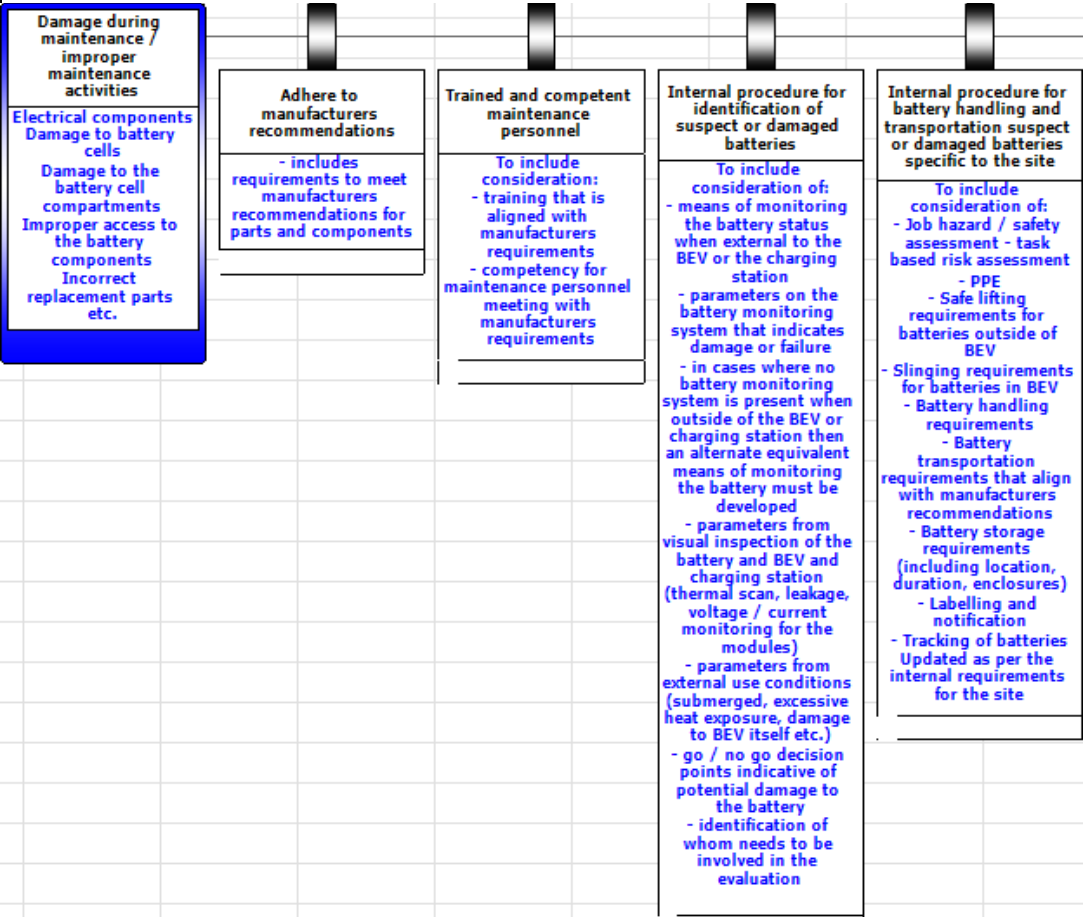 Damage during
maintenance /
improper
maintenance
activities
Electrical components
Damage to battery
cells
Damage to the
battery cell
compartments
Improper access to
the battery
components
Incorrect
replacement parts
etc.
Adhere to
manufacturers
recommendations
- includes
requirements to meet
manufacturers
recommendations for
parts and components
Trained and competent
maintenance
personnel
To include
consideration:
- training that is
aligned with
manufacturers
requirements
- competency for
maintenance personnel
meeting with
manufacturers
requirements
Internal procedure for
identification of
suspect or damaged
batteries
To include
consideration of:
- means of monitoring
the battery status
when external to the
BEV or the charging
station
- parameters on the
battery monitoring
system that indicates
damage or failure
- in cases where no
battery monitoring
system is present when
outside of the BEV or
charging station then
an alternate equivalent
means of monitoring
the battery must be
developed
- parameters from
visual inspection of the
battery and BEV and
charging station
(thermal scan, leakage,
voltage / current
monitoring for the
modules)
- parameters from
external use conditions
(submerged, excessive
heat exposure, damage
to BEV itself etc.)
- go / no go decision
points indicative of
potential damage to
the battery
- identification of
whom needs to be
involved in the
evaluation
Internal procedure for
battery handling and
transportation suspect
or damaged batteries
specific to the site
To include
consideration of:
- Job hazard / safety
assessment - task
based risk assessment
- PPE
- Safe lifting
requirements for
batteries outside of
BEV
- Slinging requirements
for batteries in BEV
- Battery handling
requirements
- Battery
transportation
requirements that align
with manufacturers
recommendations
- Battery storage
requirements
(including location,
duration, enclosures)
- Labelling and
notification
- Tracking of batteries
Updated as per the
internal requirements
for the site